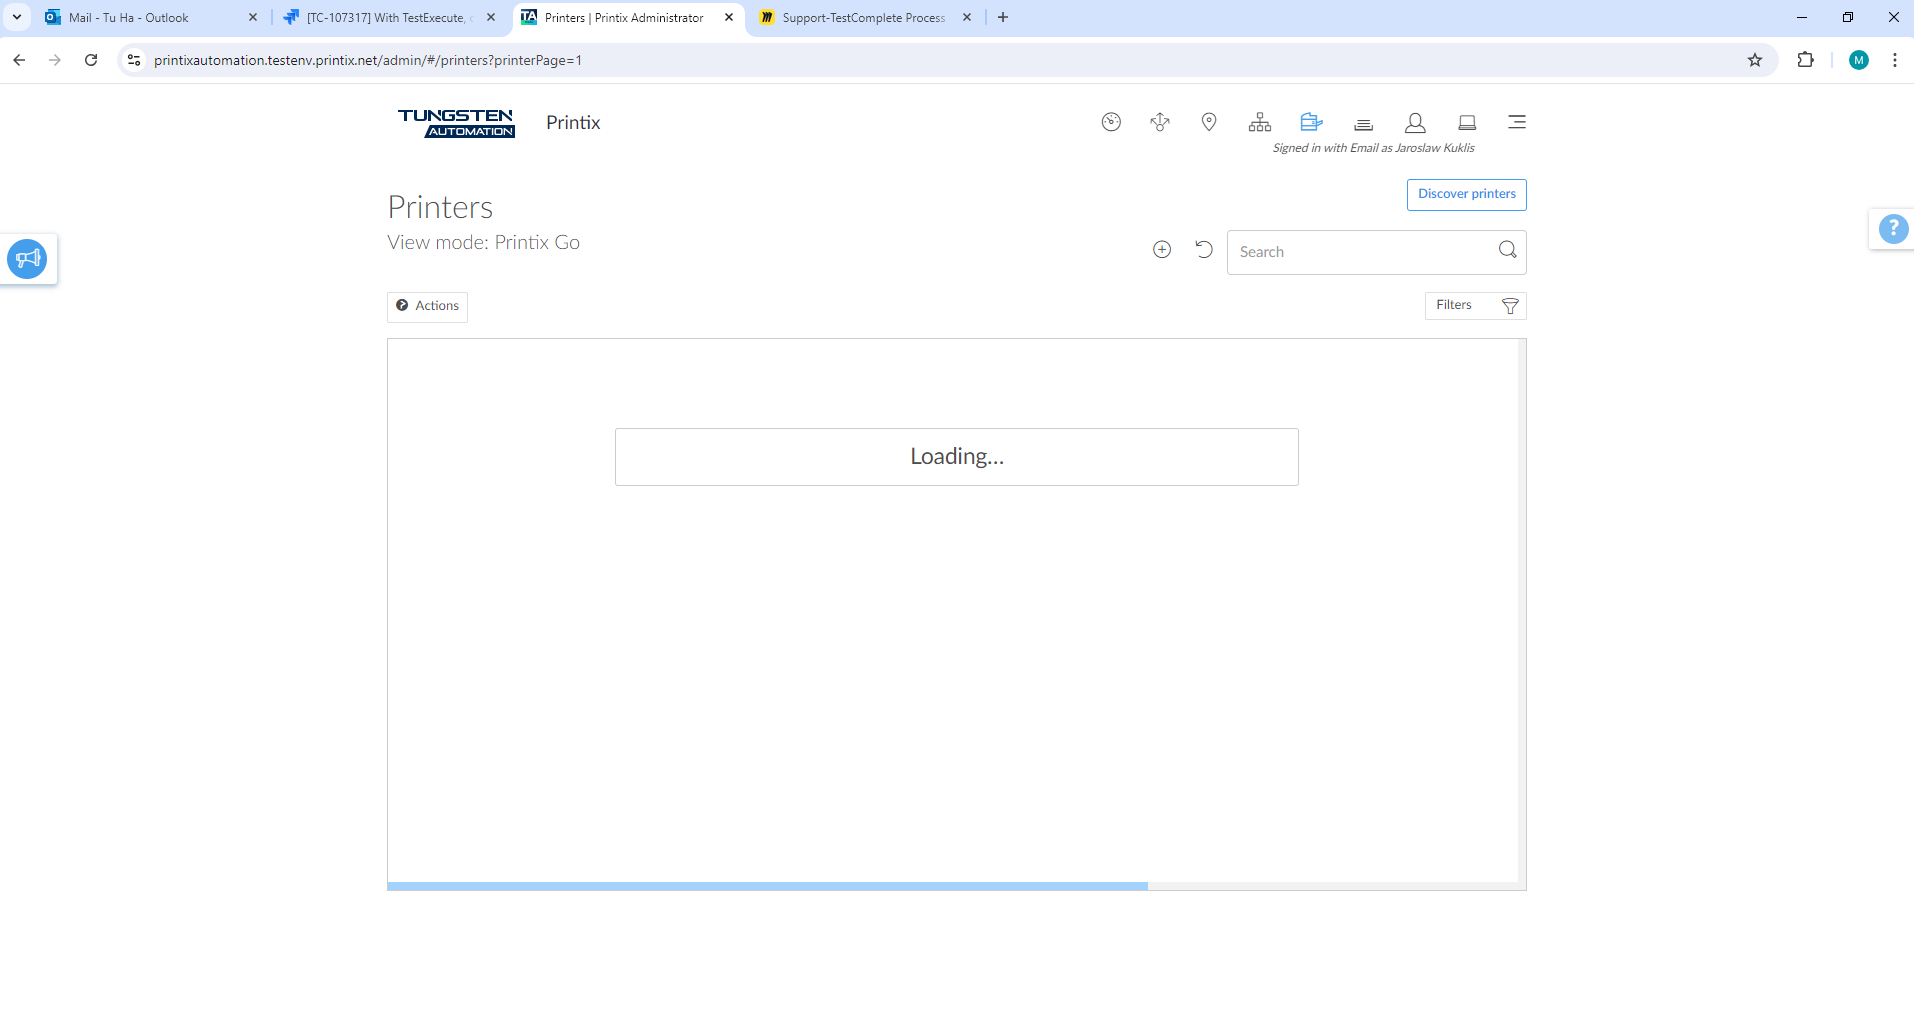 Mail - Tu Ha - Outlook
[TC-107317] With TestExecute, c
Printers | Printix Administrator
Support-TestComplete Process
printixautomation.testenv.printix.net/admin/#/printers?printerPage=1
M
TUNGSTEN
AUTOMATION
Printix
Signed in with Email as Jaroslaw Kuklis
Printers
Discover printers
View mode: Printix Go
Search
?
Actions
Filters
Loading...